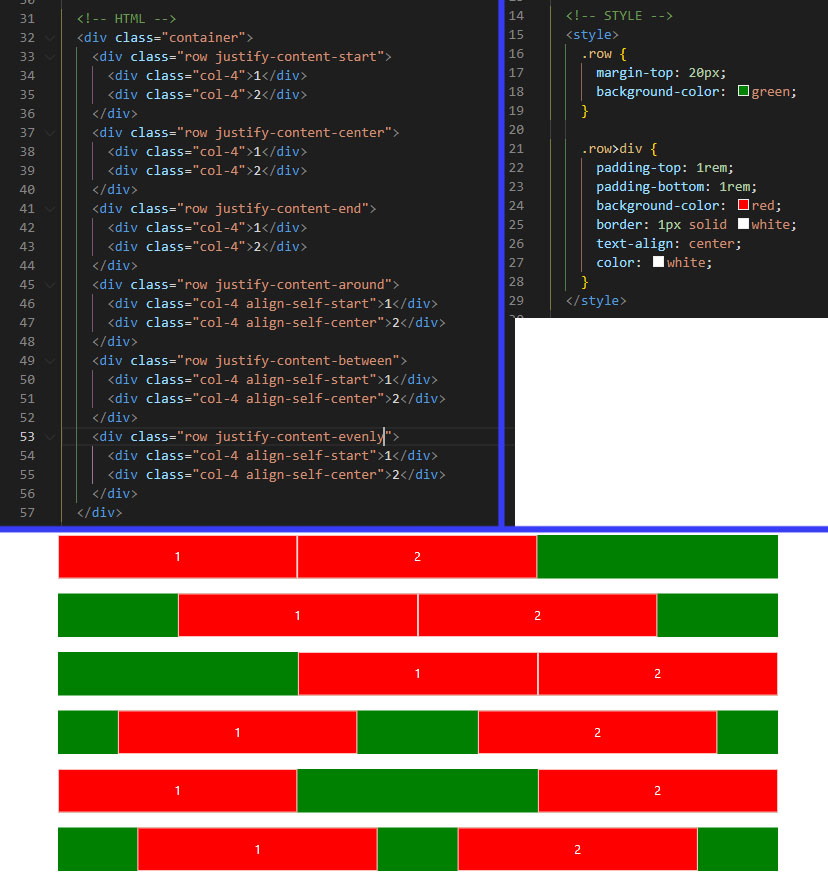 31 <!-- HTML -->
32 <div class="container">
33 <div class="row justify-content-start">
34 <div class="col-4">1</div>
35 <div class="col-4">2</div>
36 </div>
37 <div class="row justify-content-center">
38 <div class="col-4">1</div>
39 <div class="col-4">2</div>
40 </div>
41 <div class="row justify-content-end">
42 <div class="col-4">1</div>
43 <div class="col-4">2</div>
44 </div>
45 <div class="row justify-content-around">
46 <div class="col-4 align-self-start">1</div>
47 <div class="col-4 align-self-center">2</div>
48 </div>
49 <div class="row justify-content-between">
50 <div class="col-4 align-self-start">1</div>
51 <div class="col-4 align-self-center">2</div>
52 </div>
53 <div class="row justify-content-evenly">
54 <div class="col-4 align-self-start">1</div>
55 <div class="col-4 align-self-center">2</div>
56 </div>
57 </div>
14 <!-- STYLE -->
15 <style>
16 .row {
17 margin-top: 20px;
18 background-color: green;
19 }
20
21 .row>div {
22 padding-top: 1rem;
23 padding-bottom: 1rem;
24 background-color: red;
25 border: 1px solid white;
26 text-align: center;
27 color: white;
28 }
29 </style>
1 2
1 2
1 2
1 2
1 2
1 2